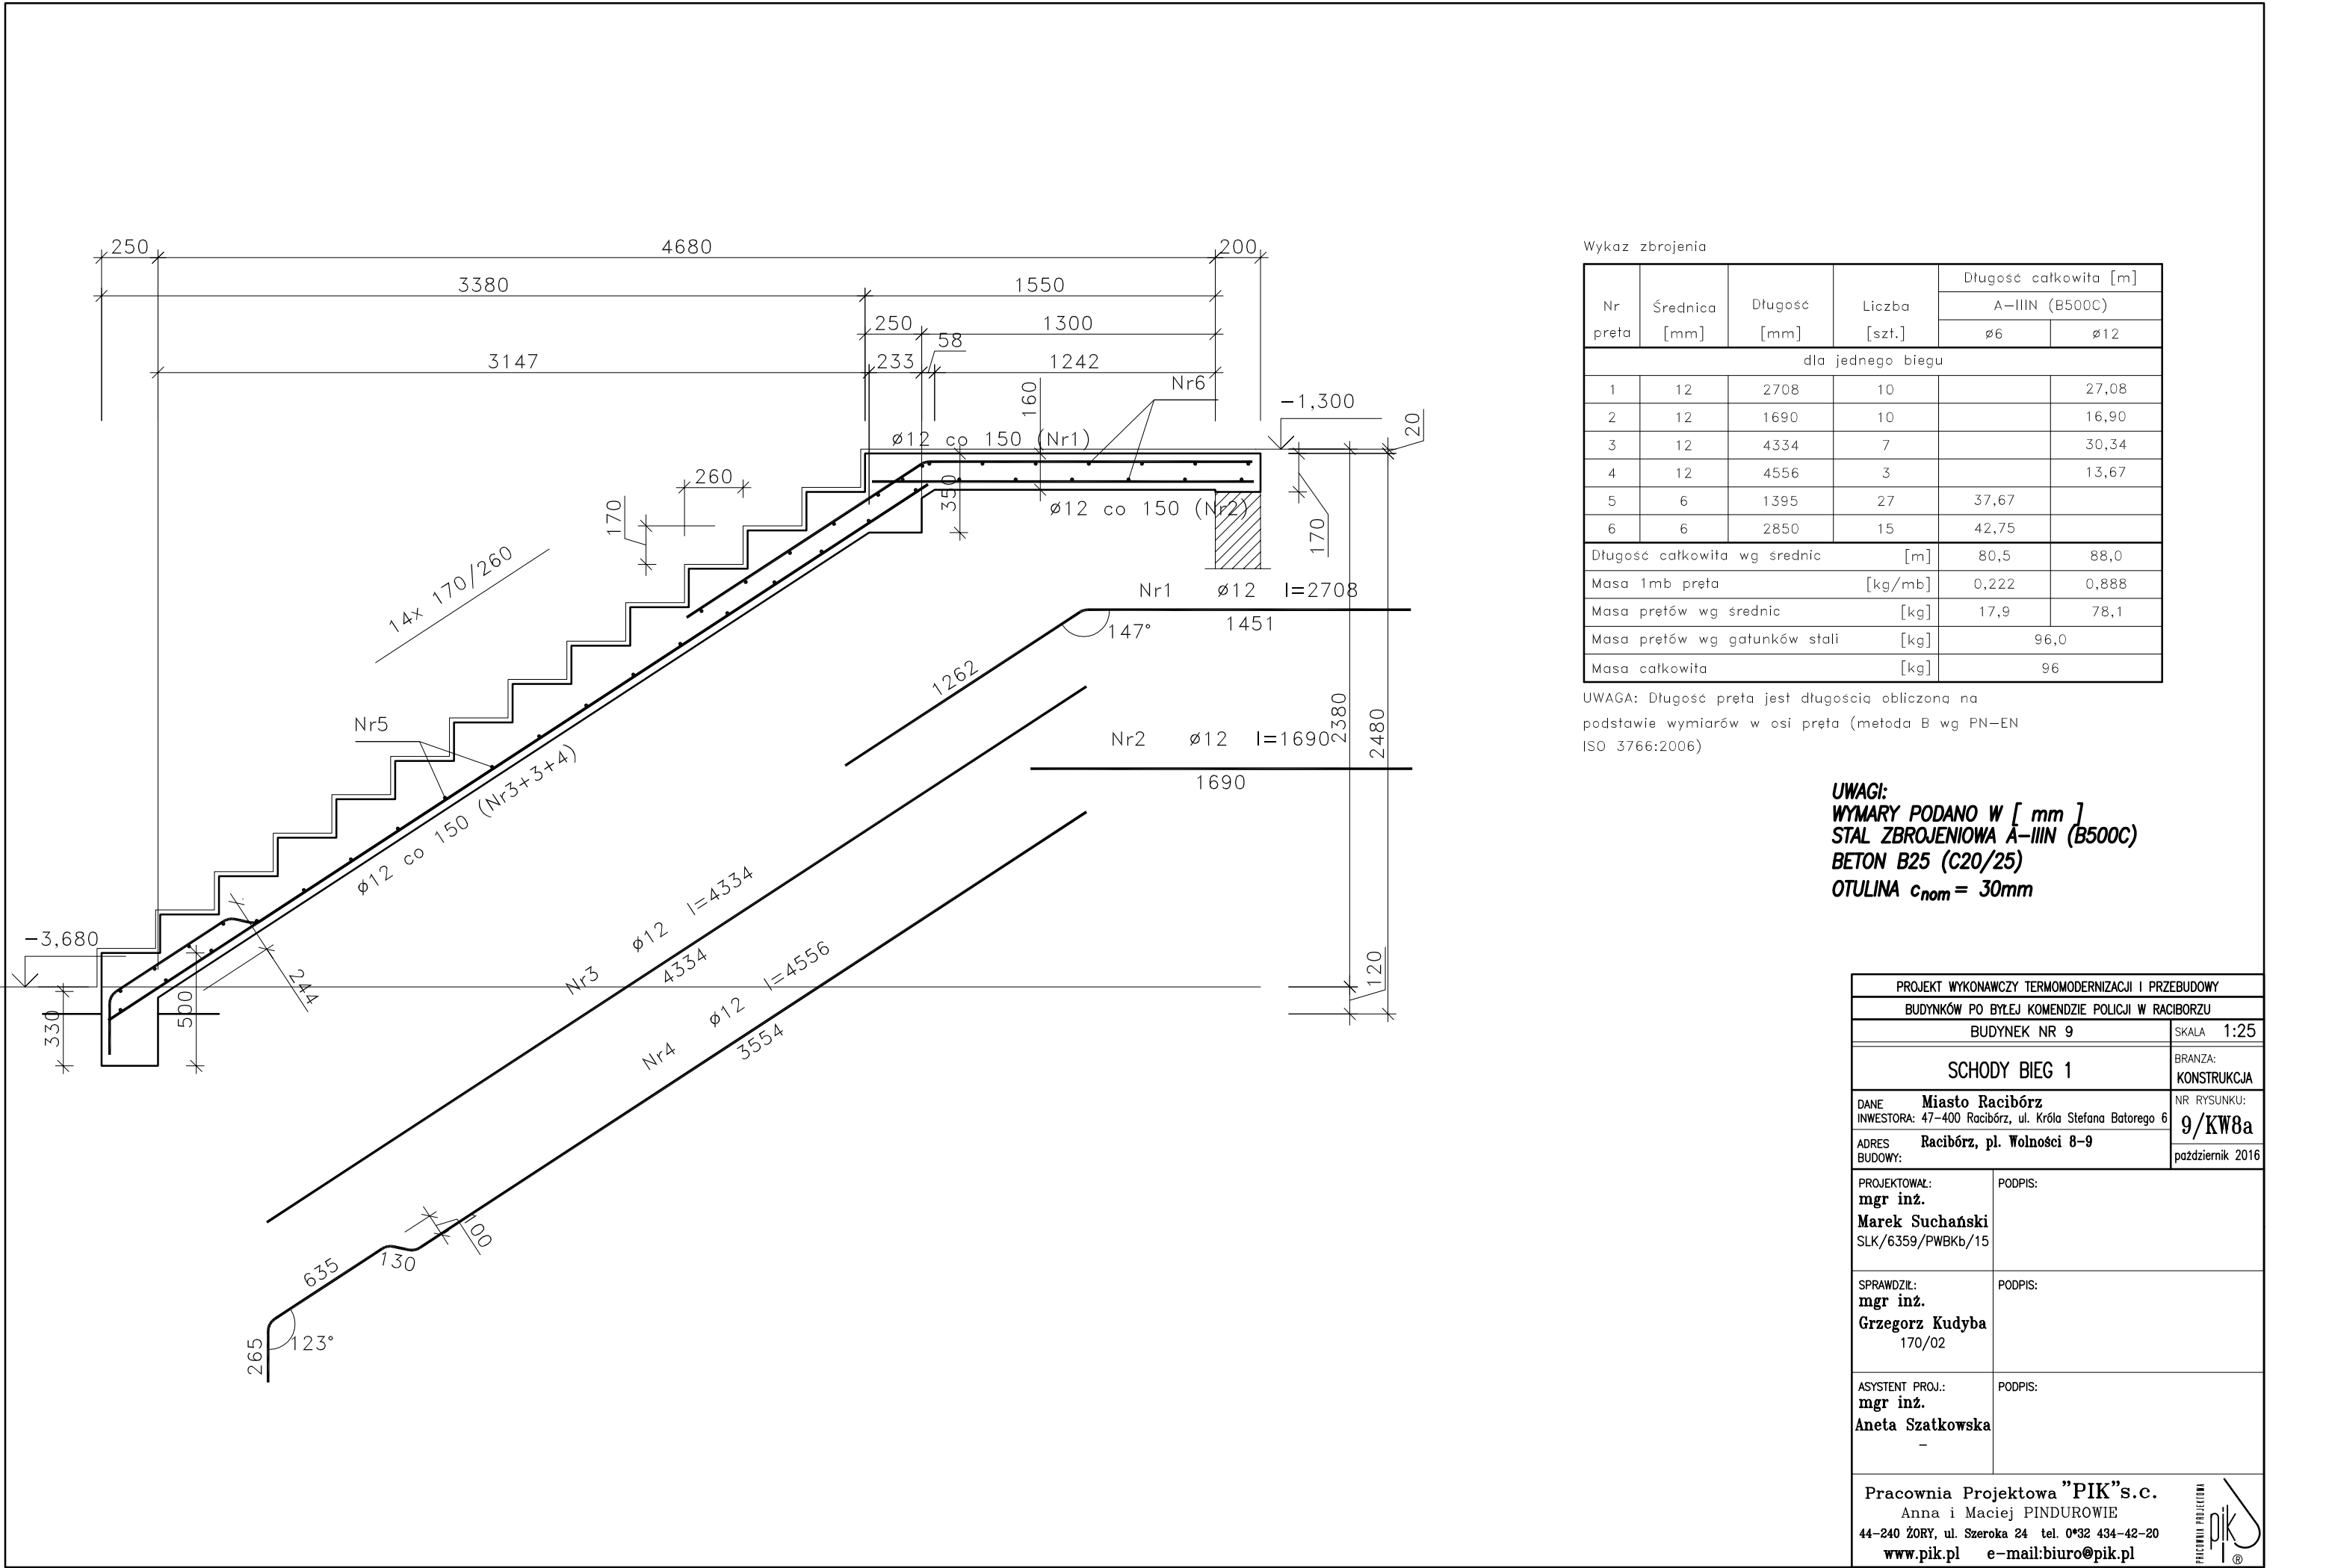 250
4680
200
3380
1550
250
1300
58
3147
233
1242
Nr6
160
-1,300
20
ø12 co 150 (Nr1)
260
350
170
ø12 co 150 (Nr2)
170
14x 170/260
Nr1 ø12 l=2708
147°
1451
1262
Nr5
2380
2480
Nr2 ø12 l=1690
1690
ø12 co 150 (Nr3+3+4)
-3,680
244
330
500
120
Nr3 ø12 l=4334
4334
Nr4 ø12 l=4556
3554
100
130
635
123°
265
Wykaz zbrojenia
Nr pręta Średnica [mm] Długość [mm] Liczba [szt.] Długość całkowita [m]
A-IIIN (B500C)
ø6 ø12
dla jednego biegu
1 12 2708 10 27,08
2 12 1690 10 16,90
3 12 4334 7 30,34
4 12 4556 3 13,67
5 6 1395 27 37,67
6 6 2850 15 42,75
Długość całkowita wg średnic [m] 80,5 88,0
Masa 1mb pręta [kg/mb] 0,222 0,888
Masa prętów wg średnic [kg] 17,9 78,1
Masa prętów wg gatunków stali [kg] 96,0
Masa całkowita [kg] 96
UWAGA: Długość pręta jest długością obliczoną na
podstawie wymiarów w osi pręta (metoda B wg PN-EN
ISO 3766:2006)
UWAGI:
WYMARY PODANO W [ mm ]
STAL ZBROJENIOWA A-IIIN (B500C)
BETON B25 (C20/25)
OTULINA cnom = 30mm
PROJEKT WYKONAWCZY TERMOMODERNIZACJI I PRZEBUDOWY
BUDYNKÓW PO BYŁEJ KOMENDZIE POLICJI W RACIBORZU
BUDYNEK NR 9
SKALA 1:25
SCHODY BIEG 1
BRANZA:
KONSTRUKCJA
DANE INWESTORA:
Miasto Racibórz
47-400 Racibórz, ul. Króla Stefana Batorego 6
NR RYSUNKU:
9/KW8a
ADRES BUDOWY:
Racibórz, pl. Wolności 8-9
październik 2016
PROJEKTOWAŁ:
PODPIS:
mgr inż.
Marek Suchański
SLK/6359/PWBKb/15
SPRAWDZIŁ:
PODPIS:
mgr inż.
Grzegorz Kudyba
170/02
ASYSTENT PROJ.:
PODPIS:
mgr inż.
Aneta Szatkowska
-
Pracownia Projektowa "PIK"s.c.
Anna i Maciej PINDUROWIE
44-240 ŻORY, ul. Szeroka 24 tel. 0*32 434-42-20
www.pik.pl e-mail:biuro@pik.pl
PRACOWNIA PROJEKTOWA
pik
®